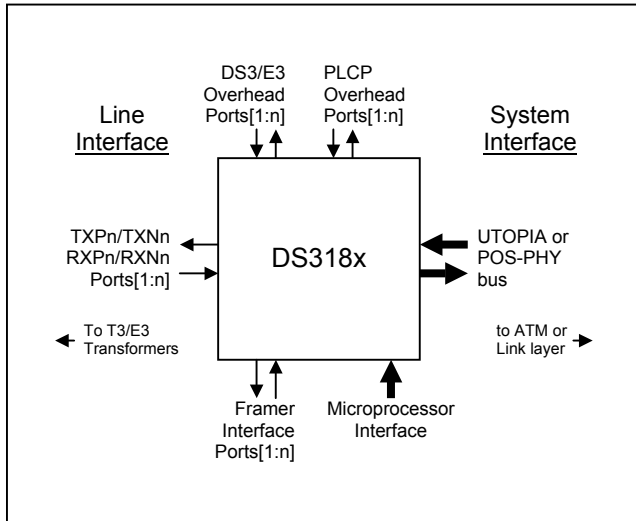 DS3/E3
Overhead
Ports[1:n]
PLCP
Overhead
Ports[1:n]
Line
Interface
System
Interface
TXPn/TXNn
RXPn/RXNn
Ports[1:n]
DS318x
UTOPIA or
POS-PHY
bus
To T3/E3
Transformers
to ATM or
Link layer
Framer
Interface
Ports[1:n]
Microprocessor
Interface